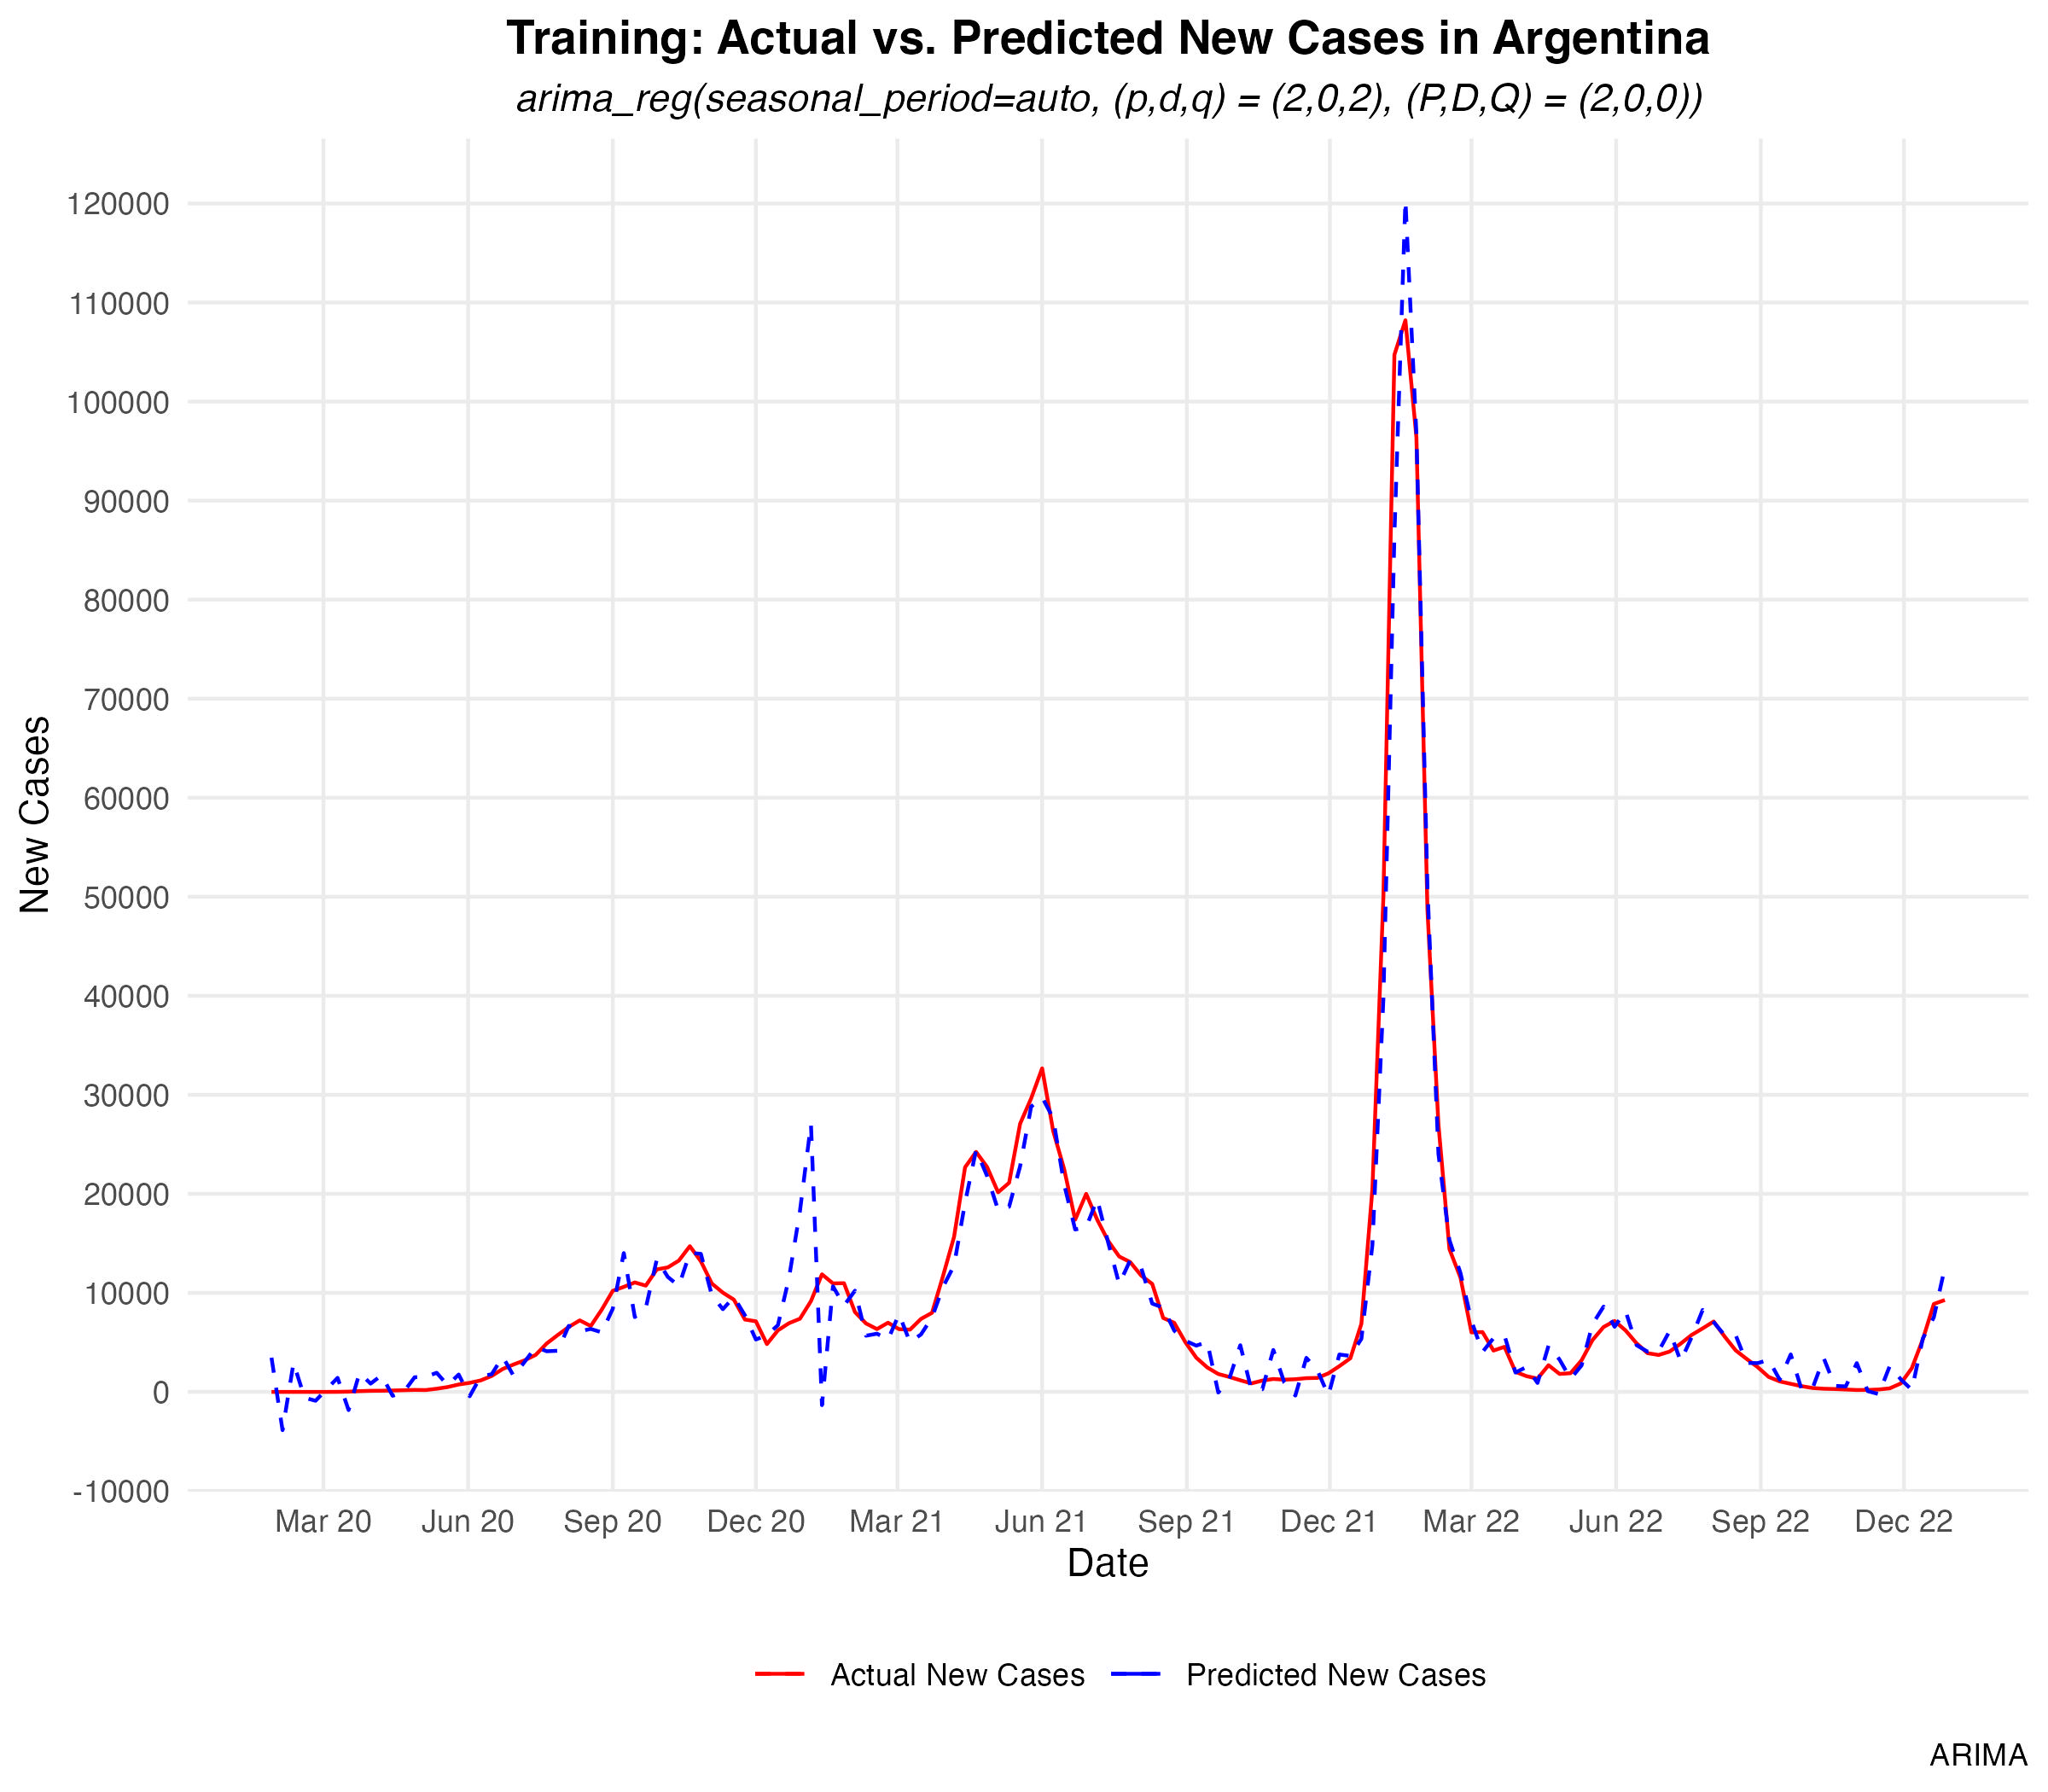 Training: Actual vs. Predicted New Cases in Argentina
arima_reg(seasonal_period=auto, (p,d,q) = (2,0,2), (P,D,Q) = (2,0,0))
New Cases
120000
110000
100000
90000
80000
70000
60000
50000
40000
30000
20000
10000
0
-10000
Mar 20 Jun 20 Sep 20 Dec 20 Mar 21 Jun 21 Sep 21 Dec 21 Mar 22 Jun 22 Sep 22 Dec 22
Date
Actual New Cases Predicted New Cases
ARIMA